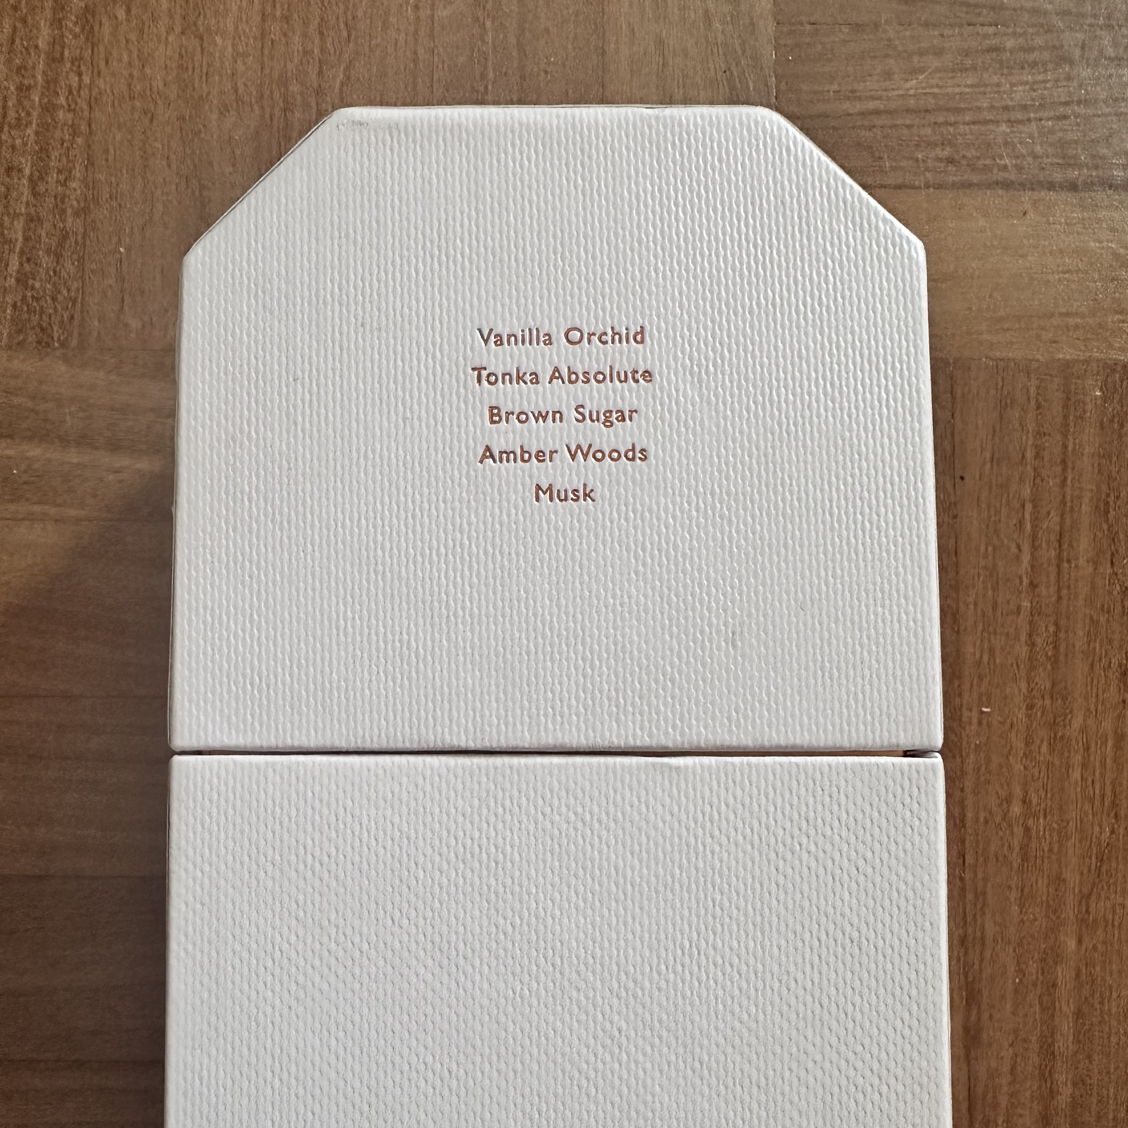 Vanilla Orchid
Tonka Absolute
Brown Sugar
Amber Woods
Musk